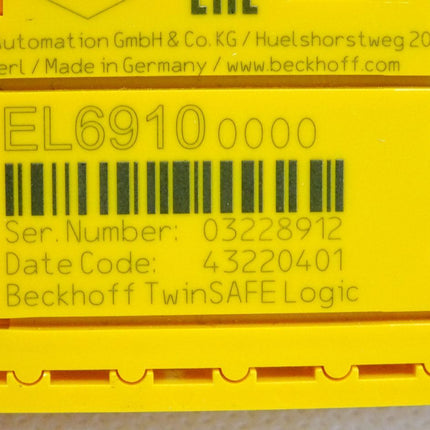 EAC
Automation GmbH & Co. KG / Huelshorstweg 20
erl / Made in Germany / www.beckhoff.com
EL6910 0000
Ser. Number: 03228912
Date Code: 43220401
Beckhoff TwinSAFE Logic